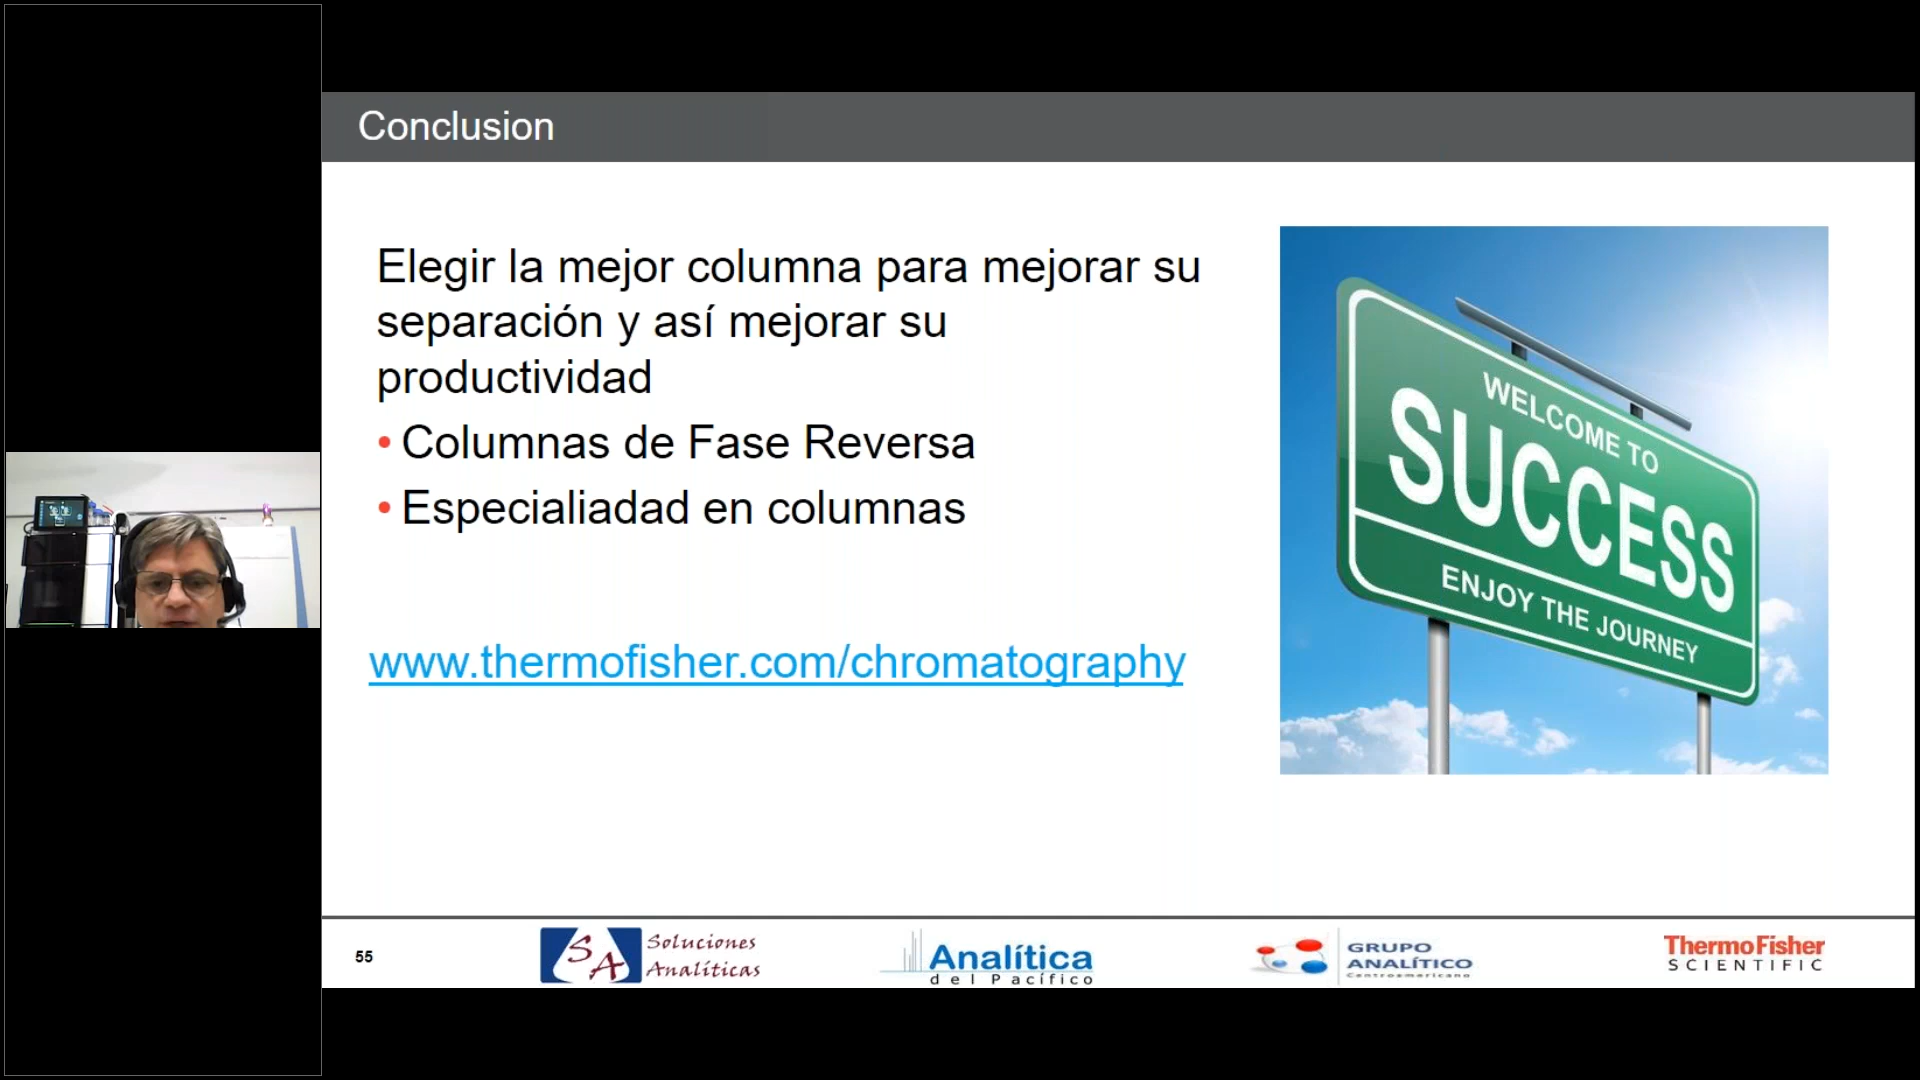 Conclusion
Elegir la mejor columna para mejorar su
separación y así mejorar su
productividad
• Columnas de Fase Reversa
• Especialiadad en columnas
www.thermofisher.com/chromatography
WELCOME TO
SUCCESS
ENJOY THE JOURNEY
55
SA
Soluciones
Analíticas
Analítica
del Pacífico
GRUPO
ANALÍTICO
Centroamericano
ThermoFisher
SCIENTIFIC